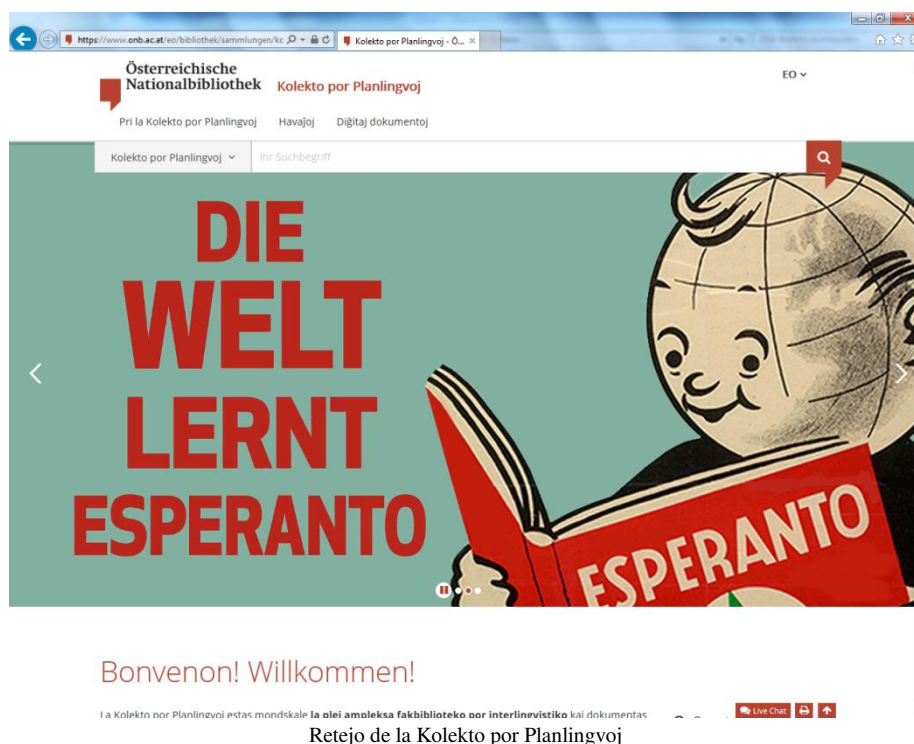 https://www.onb.ac.at/eo/bibliothek/sammlungen/kc
Kolekto por Planlingvoj - Ö...
Österreichische
Nationalbibliothek Kolekto por Planlingvoj
EO
Pri la Kolekto por Planlingvoj Havaĵoj Diĝitaj dokumentoj
Kolekto por Planlingvoj Ihr Suchbegriff
DIE
WELT
LERNT
ESPERANTO
ESPERANTO
Bonvenon! Willkommen!
La Kolekto por Planlingvoj estas mondskale la plej ampleksa fakbiblioteko por interlingvistiko kaj dokumentas
Live Chat
Retejo de la Kolekto por Planlingvoj